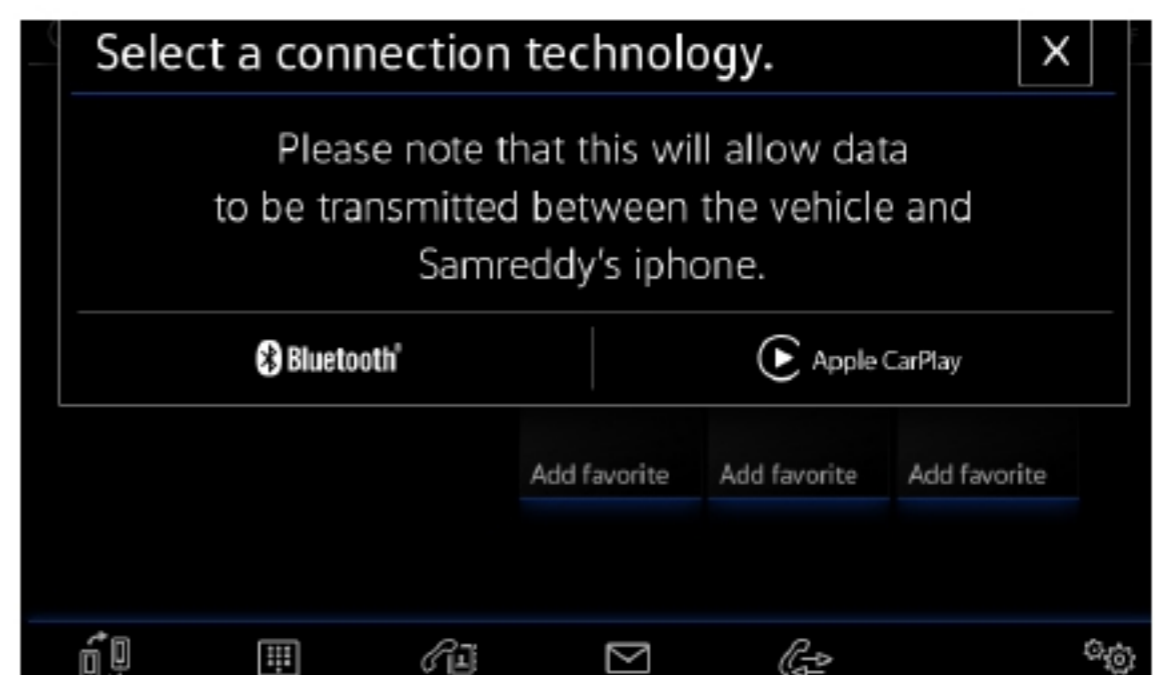 Select a connection technology.
X
Please note that this will allow data
to be transmitted between the vehicle and
Samreddy's iphone.
Bluetooth®
Apple CarPlay
Add favorite
Add favorite
Add favorite